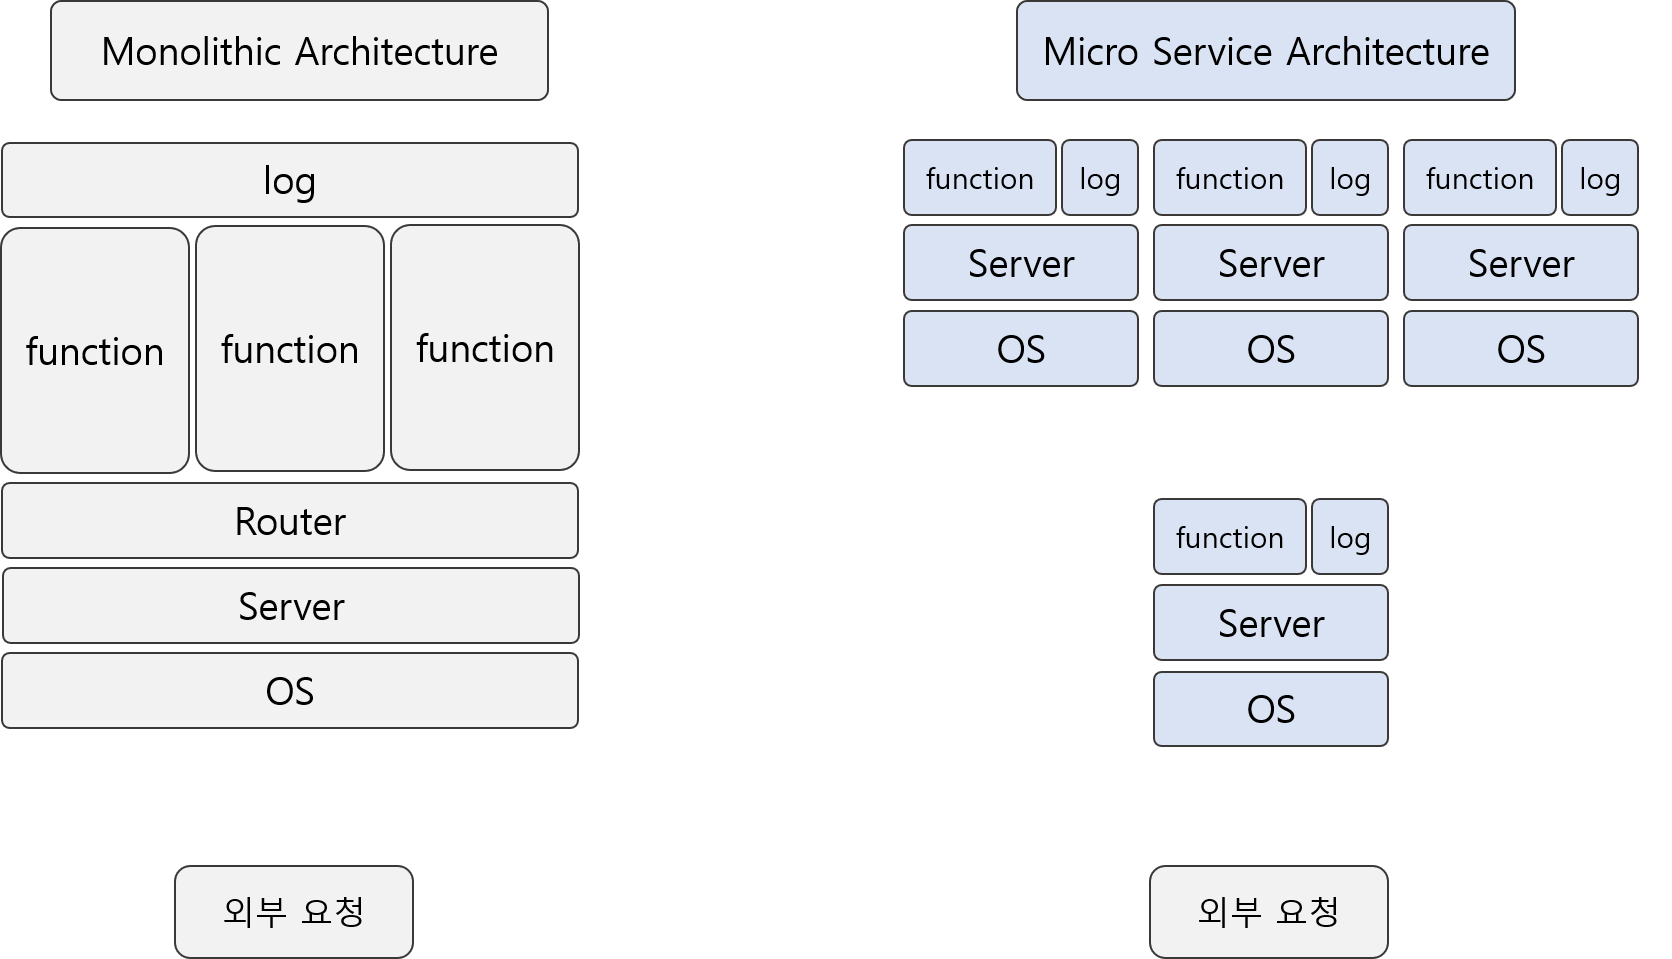 Monolithic Architecture
log
function
function
function
Router
Server
OS
외부 요청
Micro Service Architecture
function
log
function
log
function
log
Server
Server
Server
OS
OS
OS
function
log
Server
OS
외부 요청